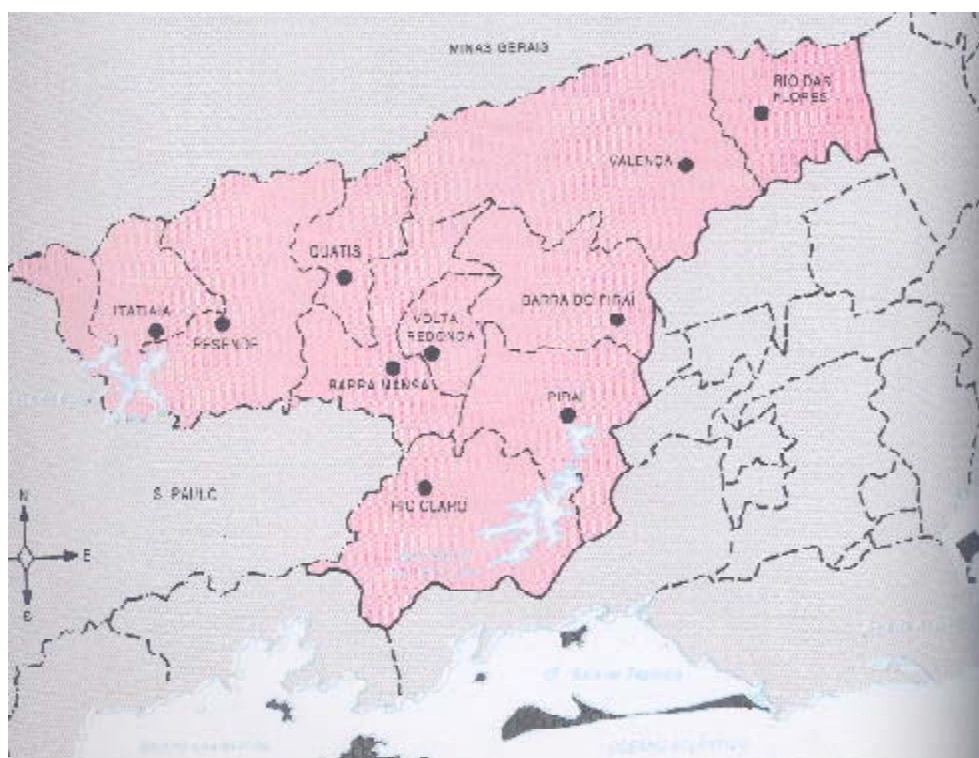 MINAS GERAIS
RIO DAS
FLORES
VALENÇA
QUATIS
ITATIAIA
RESENDE
VOLTA
REDONDA
BARRA DO PIRAÍ
BARRA MANSA
PIRAÍ
S. PAULO
RIO CLARO
N
E
S